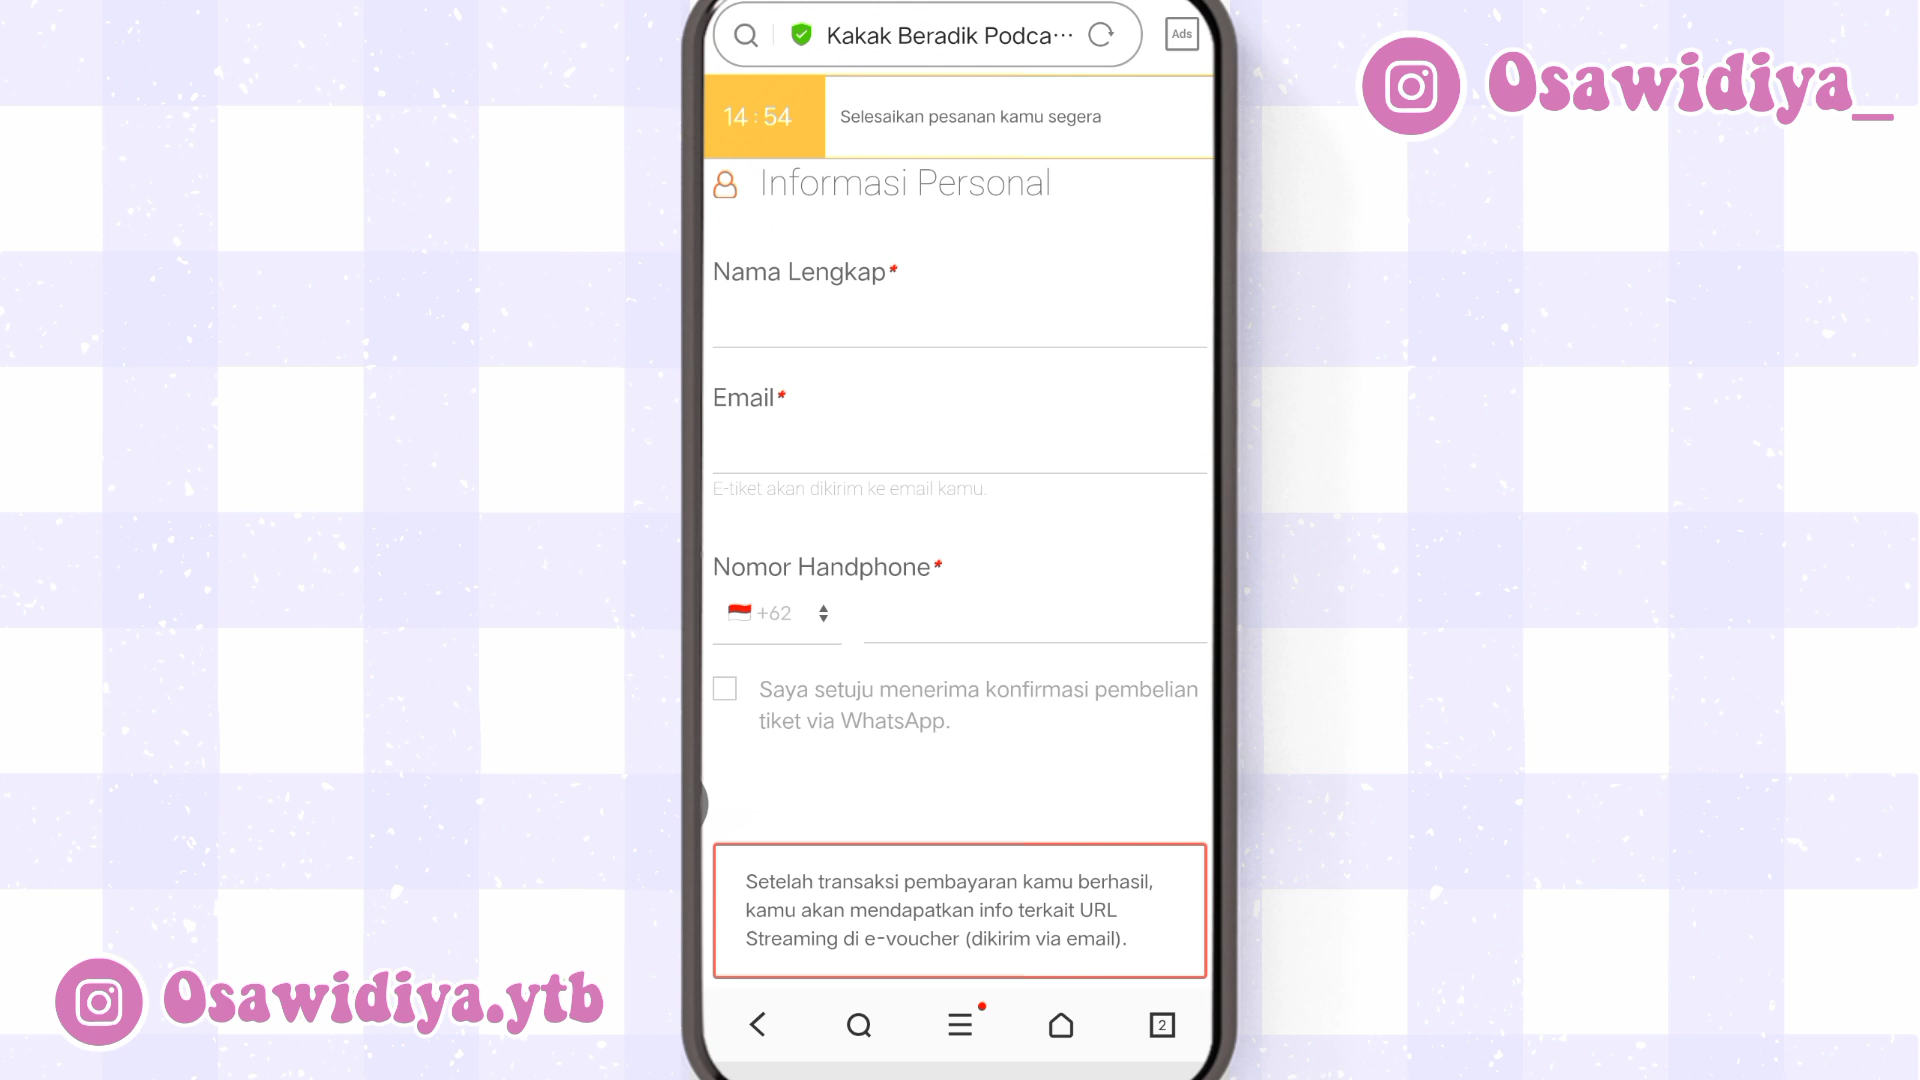 Kakak Beradik Podca...
Ads
Osawidiya_
14 : 54
Selesaikan pesanan kamu segera
Informasi Personal
Nama Lengkap*
Email*
E-tiket akan dikirim ke email kamu.
Nomor Handphone*
+62
Saya setuju menerima konfirmasi pembelian
tiket via WhatsApp.
Setelah transaksi pembayaran kamu berhasil,
kamu akan mendapatkan info terkait URL
Streaming di e-voucher (dikirim via email).
Osawidiya.ytb
2